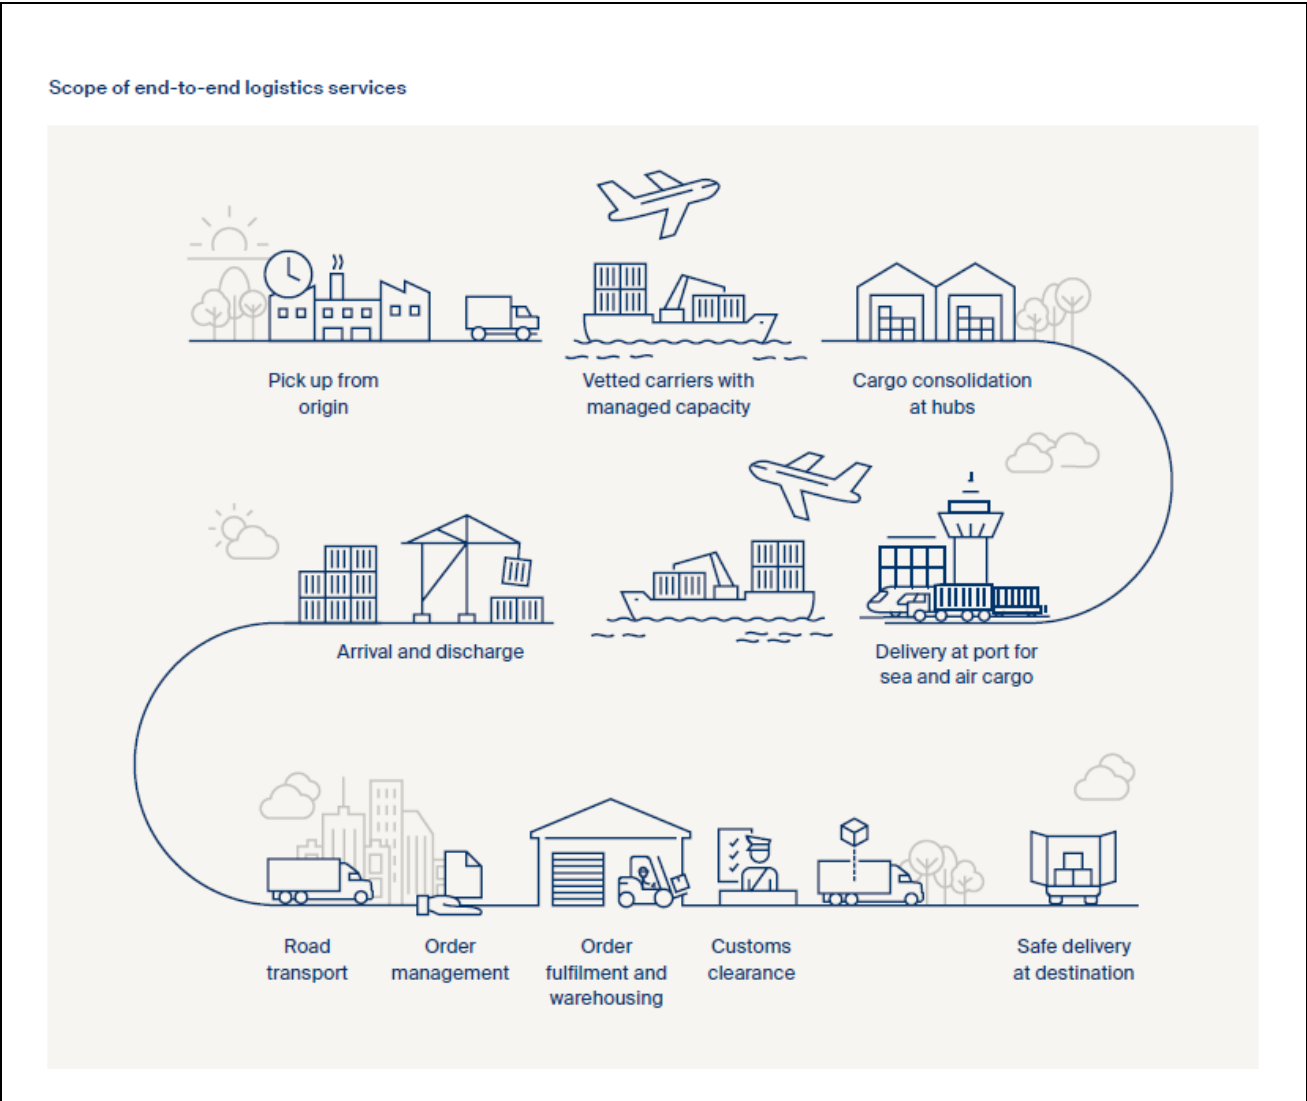 Scope of end-to-end logistics services
Pick up from
origin
Vetted carriers with
managed capacity
Cargo consolidation
at hubs
Arrival and discharge
Delivery at port for
sea and air cargo
Road
transport
Order
management
Order
fulfilment and
warehousing
Customs
clearance
Safe delivery
at destination